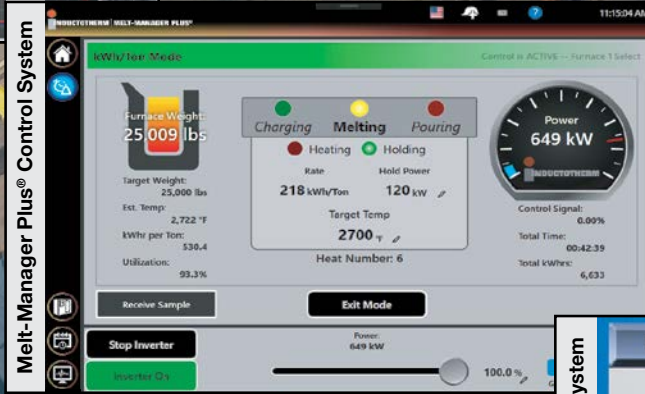 Melt-Manager Plus® Control System
INDUCTOTHERM MELT-MANAGER PLUS®
11:15:04 AM
kWh/Ton Mode
Control is ACTIVE -- Furnace 1 Select
Furnace Weight:
25,009 lbs
Target Weight:
25,000 lbs
Est. Temp:
2,722 °F
kWhr per Ton:
530.4
Utilization:
93.3%
Charging Melting Pouring
Heating Holding
Rate Hold Power
218 kWh/Ton 120 kW
Target Temp
2700 °F
Heat Number: 6
Power
649 kW
INDUCTOTHERM
Control Signal:
0.00%
Total Time:
00:42:39
Total kWhrs:
6,633
Receive Sample
Exit Mode
Stop Inverter
Inverter On
Power:
649 kW
100.0 %
ystem